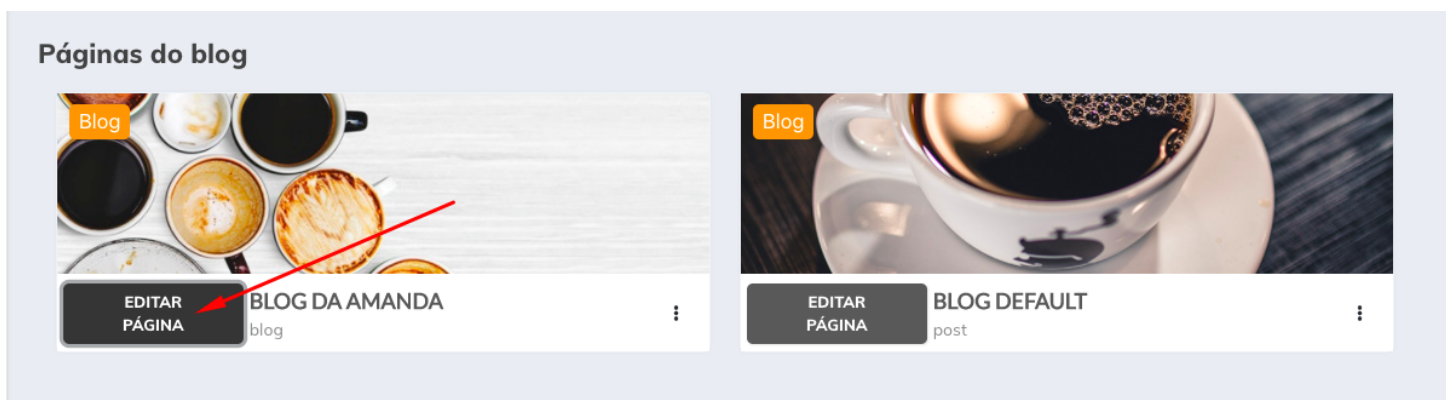 Páginas do blog
Blog
EDITAR
PÁGINA
BLOG DA AMANDA
blog
Blog
EDITAR
PÁGINA
BLOG DEFAULT
post